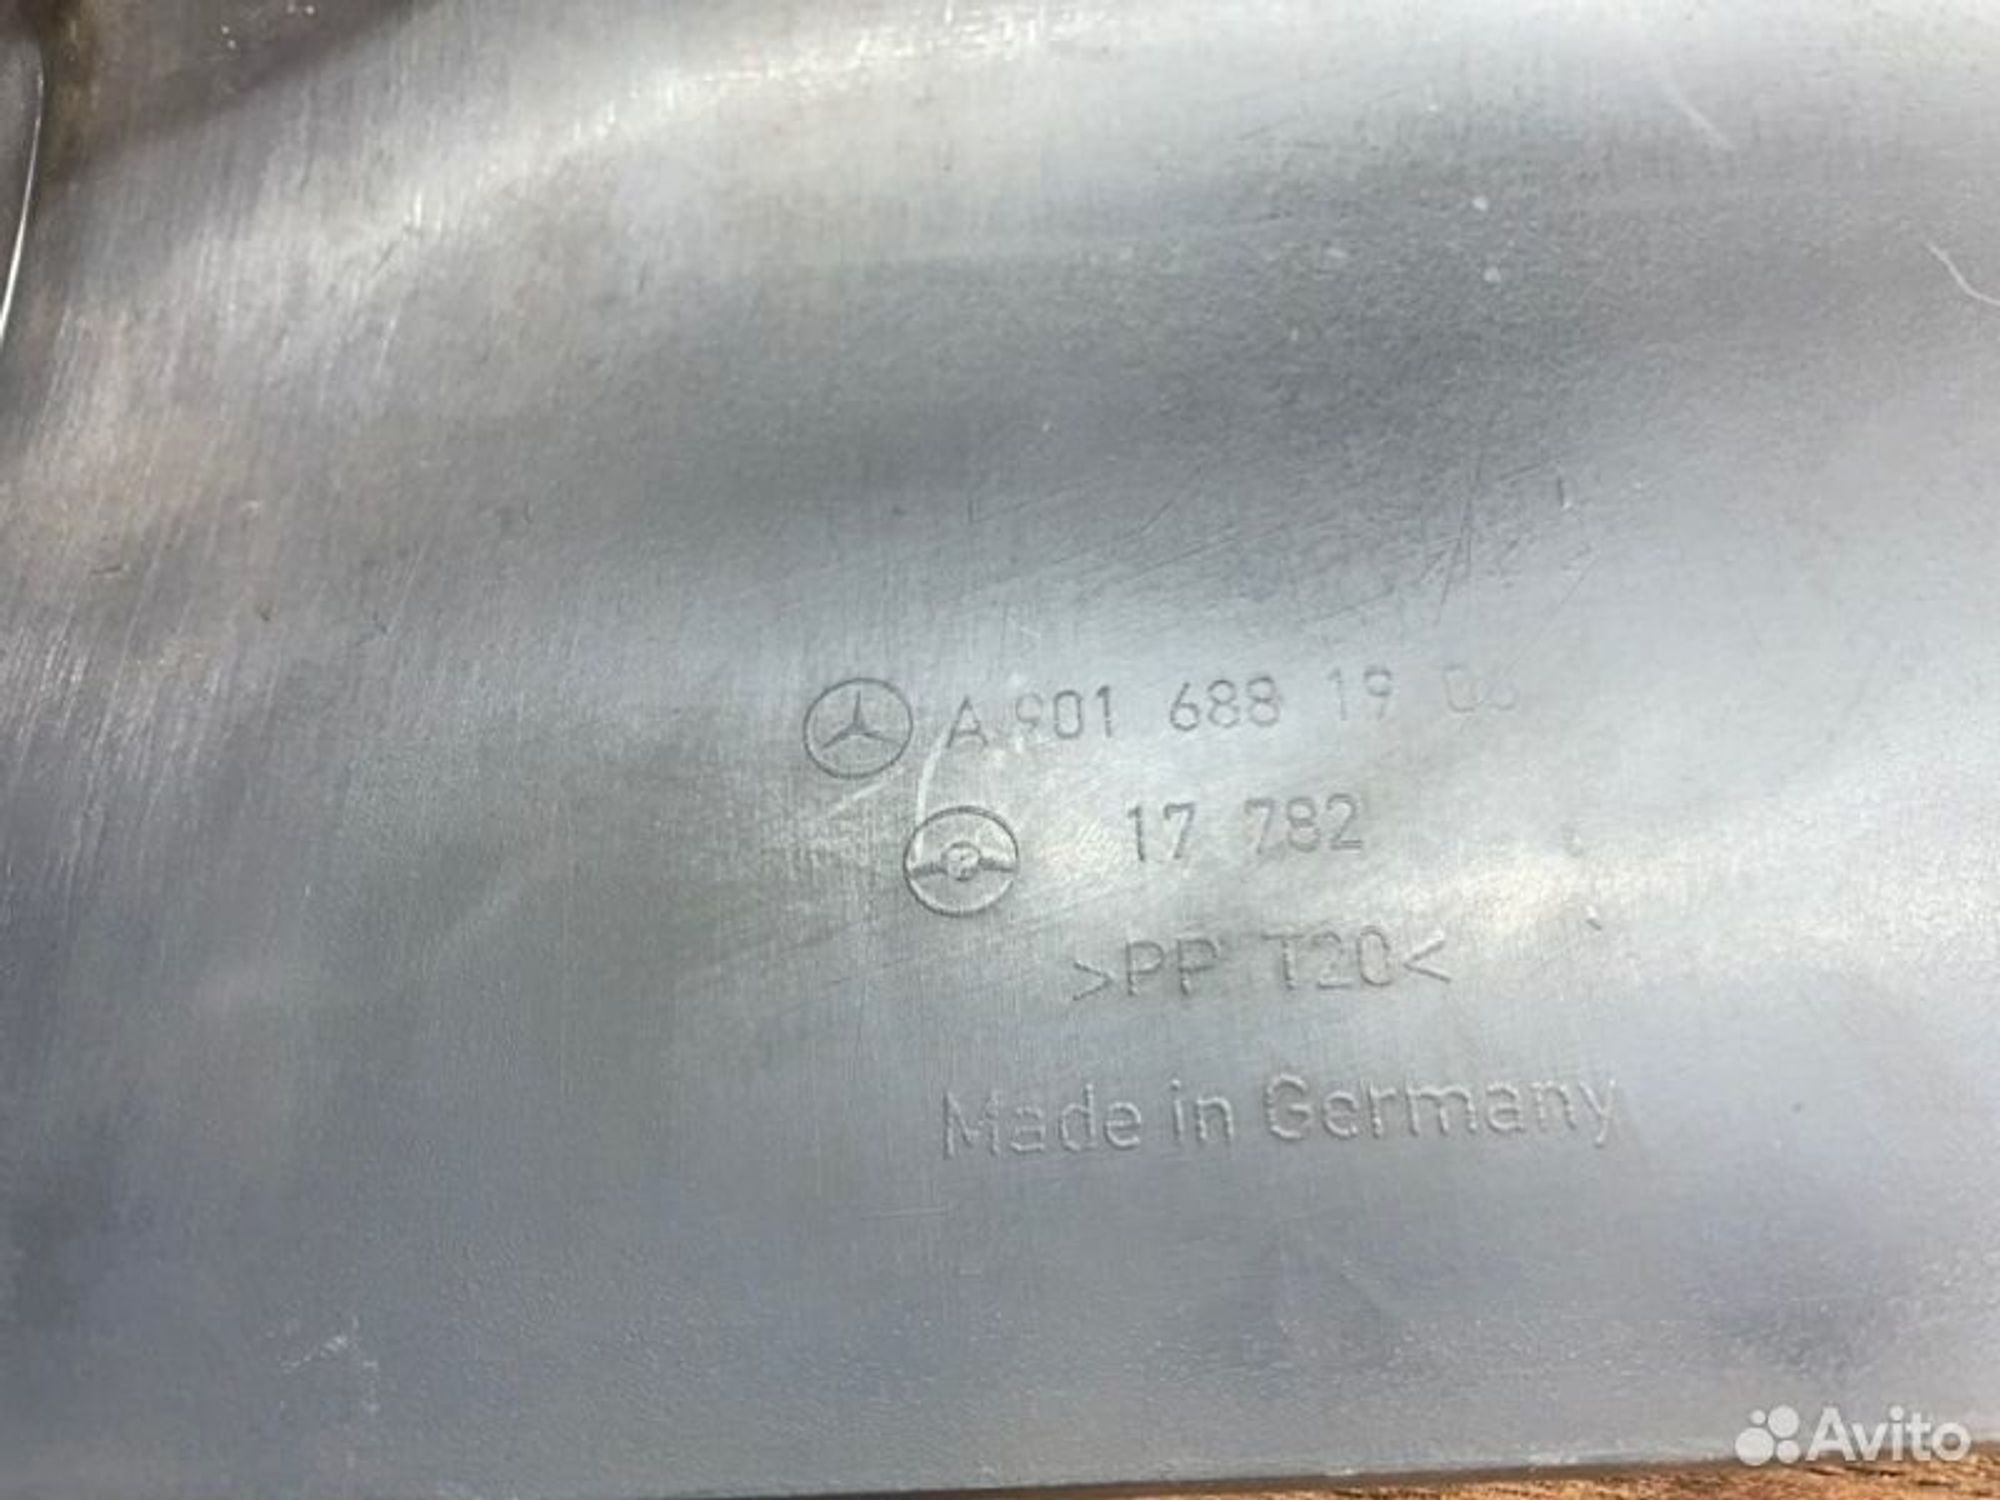 A 901 688 19
17 782
>PP T20<
Made in Germany
Avito